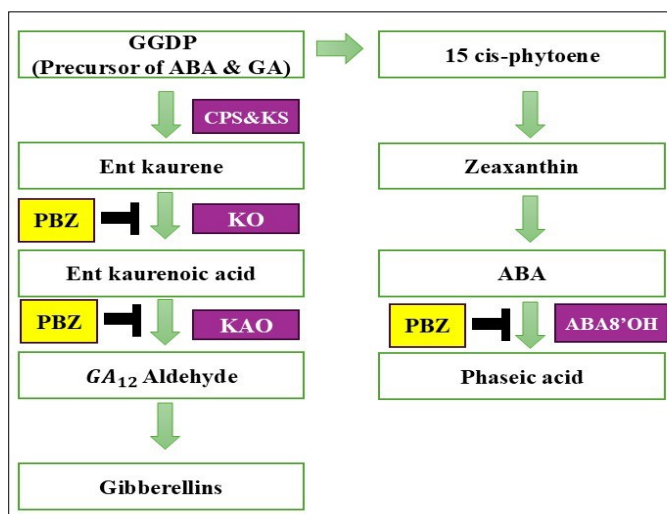 GGDP
(Precursor of ABA & GA)
15 cis-phytoene
CPS&KS
Ent kaurene
Zeaxanthin
PBZ
KO
Ent kaurenoic acid
ABA
PBZ
KAO
PBZ
ABA8’OH
GA₁₂ Aldehyde
Phaseic acid
Gibberellins